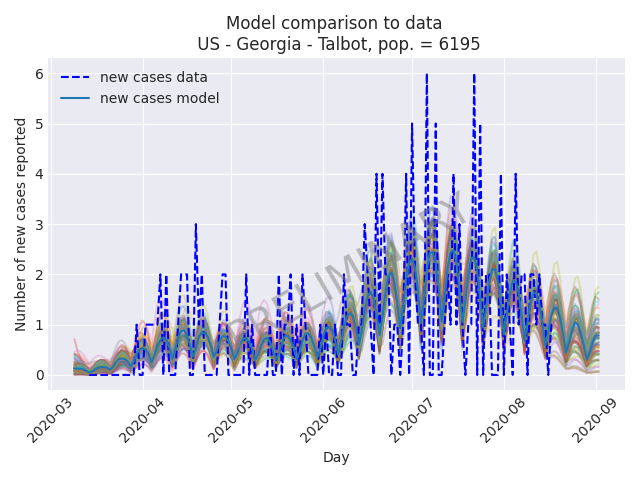 Model comparison to data
US - Georgia - Talbot, pop. = 6195
new cases data
new cases model
Number of new cases reported
6
5
4
3
2
1
0
PRELIMINARY
2020-03
2020-04
2020-05
2020-06
2020-07
2020-08
2020-09
Day